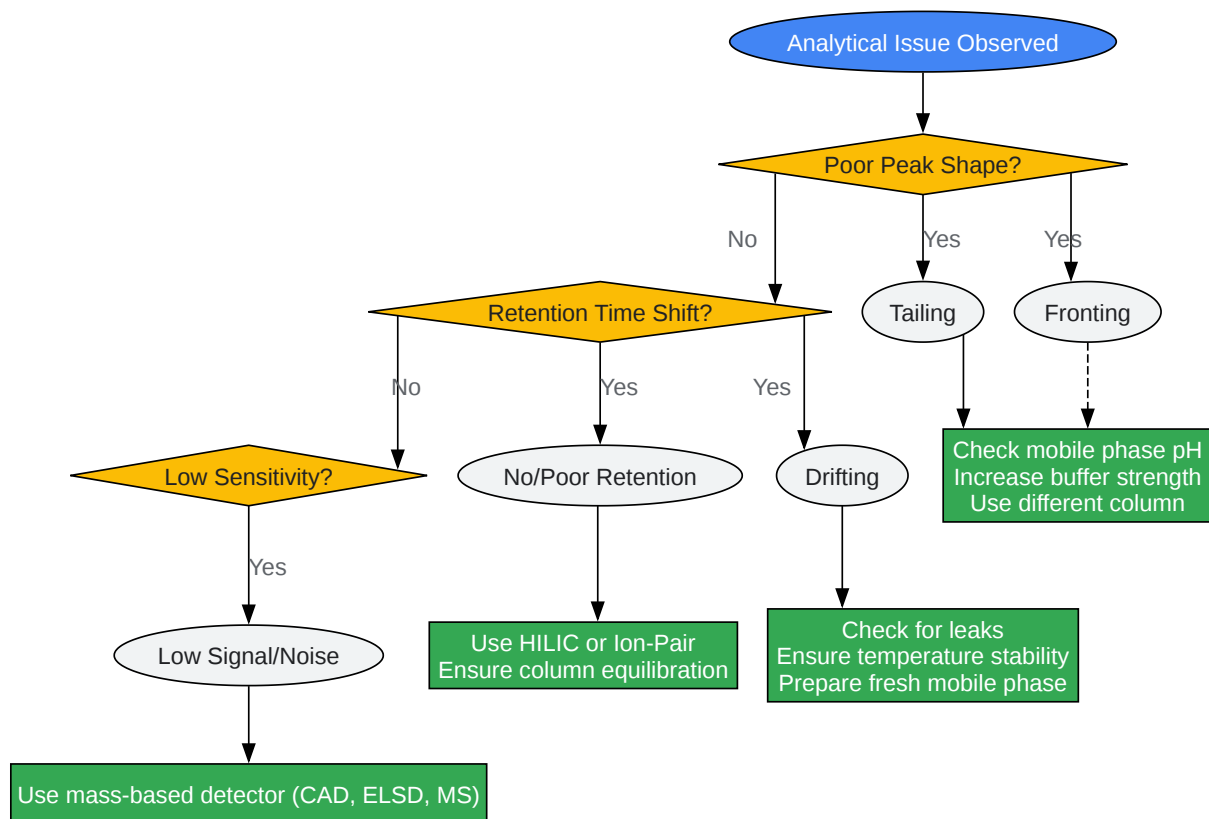 Analytical Issue Observed
Poor Peak Shape?
No
Yes
Yes
Retention Time Shift?
Tailing
Fronting
No
Yes
Yes
Check mobile phase pH
Increase buffer strength
Use different column
Low Sensitivity?
No/Poor Retention
Drifting
Yes
Use HILIC or Ion-Pair
Ensure column equilibration
Check for leaks
Ensure temperature stability
Prepare fresh mobile phase
Low Signal/Noise
Use mass-based detector (CAD, ELSD, MS)